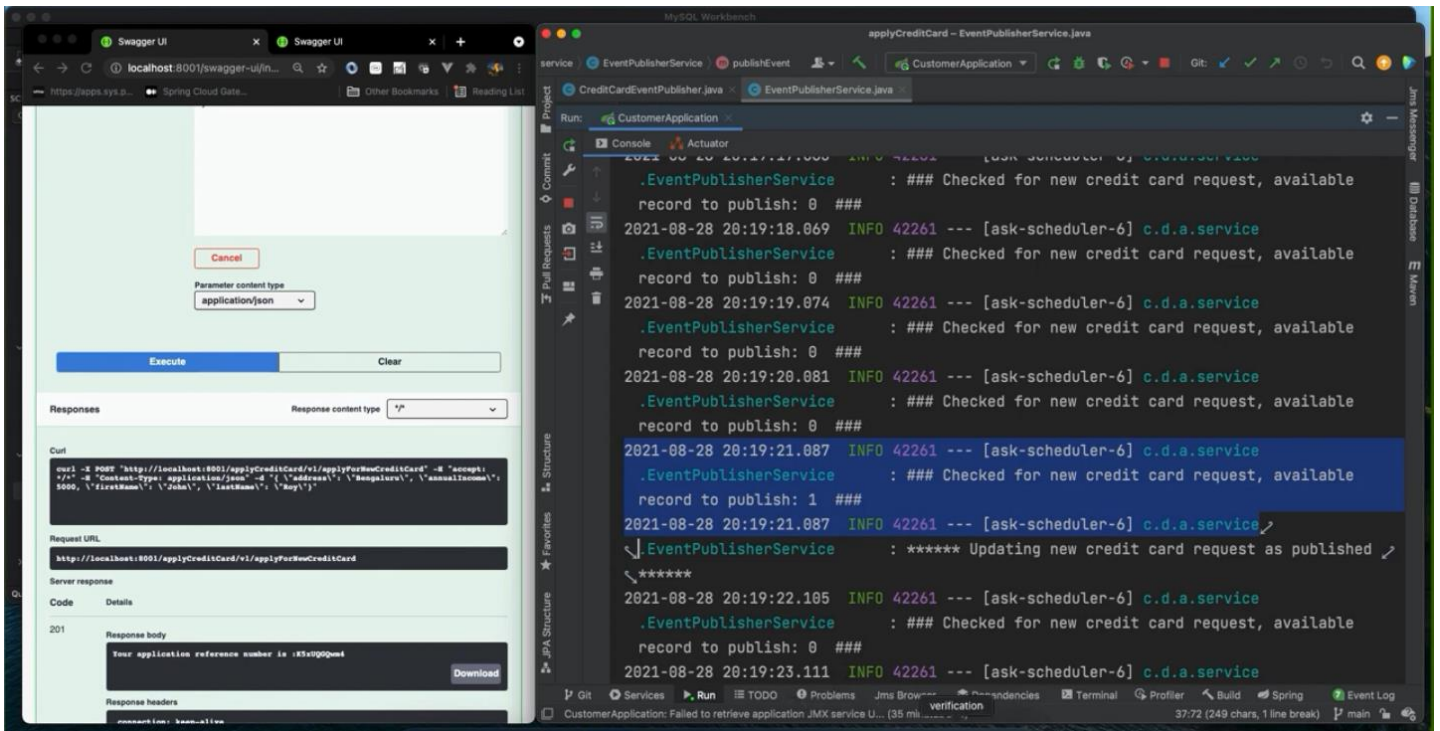 MySQL Workbench
Swagger UI
Swagger UI
localhost:8001/swagger-ui/in...
https://apps.sys.p...
Spring Cloud Gate...
Other Bookmarks
Reading List
Cancel
Parameter content type
application/json
Execute
Clear
Responses
Response content type
*/*
Curl
curl -X POST "http://localhost:8001/applyCreditCard/v1/applyForNewCreditCard" -H "accept:
*/*" -H "Content-Type: application/json" -d "{ \"address\": \"Bengaluru\", \"annualIncome\":
5000, \"firstName\": \"John\", \"lastName\": \"Roy\"}"
Request URL
http://localhost:8001/applyCreditCard/v1/applyForNewCreditCard
Server response
Code
Details
201
Response body
Your application reference number is
Download
Response headers
connection: keep-alive
applyCreditCard – EventPublisherService.java
service
EventPublisherService
publishEvent
CustomerApplication
Git:
CreditCardEventPublisher.java
EventPublisherService.java
Run:
CustomerApplication
Console
Actuator
.EventPublisherService : ### Checked for new credit card request, available
record to publish: 0 ###
2021-08-28 20:19:18.069 INFO 42261 --- [ask-scheduler-6] c.d.a.service
.EventPublisherService : ### Checked for new credit card request, available
record to publish: 0 ###
2021-08-28 20:19:19.074 INFO 42261 --- [ask-scheduler-6] c.d.a.service
.EventPublisherService : ### Checked for new credit card request, available
record to publish: 0 ###
2021-08-28 20:19:20.081 INFO 42261 --- [ask-scheduler-6] c.d.a.service
.EventPublisherService : ### Checked for new credit card request, available
record to publish: 0 ###
2021-08-28 20:19:21.087 INFO 42261 --- [ask-scheduler-6] c.d.a.service
.EventPublisherService : ### Checked for new credit card request, available
record to publish: 1 ###
2021-08-28 20:19:21.087 INFO 42261 --- [ask-scheduler-6] c.d.a.service
.EventPublisherService : ****** Updating new credit card request as published
******
2021-08-28 20:19:22.105 INFO 42261 --- [ask-scheduler-6] c.d.a.service
.EventPublisherService : ### Checked for new credit card request, available
record to publish: 0 ###
2021-08-28 20:19:23.111 INFO 42261 --- [ask-scheduler-6] c.d.a.service
Project
Commit
Pull Requests
Structure
Favorites
JPA Structure
Jms Messenger
Database
Maven
Git
Services
Run
TODO
Problems
Jms Browser
Dependencies
Terminal
Profiler
Build
Spring
2 Event Log
verification
CustomerApplication: Failed to retrieve application JMX service U... (35
37:72 (249 chars, 1 line break)
main